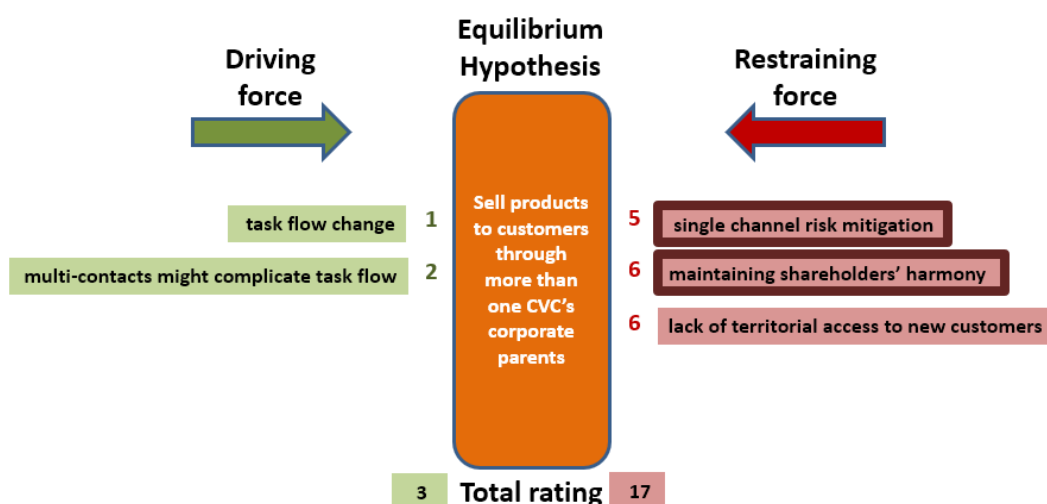 Equilibrium
Hypothesis
Driving
force
Restraining
force
task flow change
1
multi-contacts might complicate task flow
2
Sell products
to customers
through
more than
one CVC's
corporate
parents
5
single channel risk mitigation
6
maintaining shareholders' harmony
6
lack of territorial access to new customers
3
Total rating
17